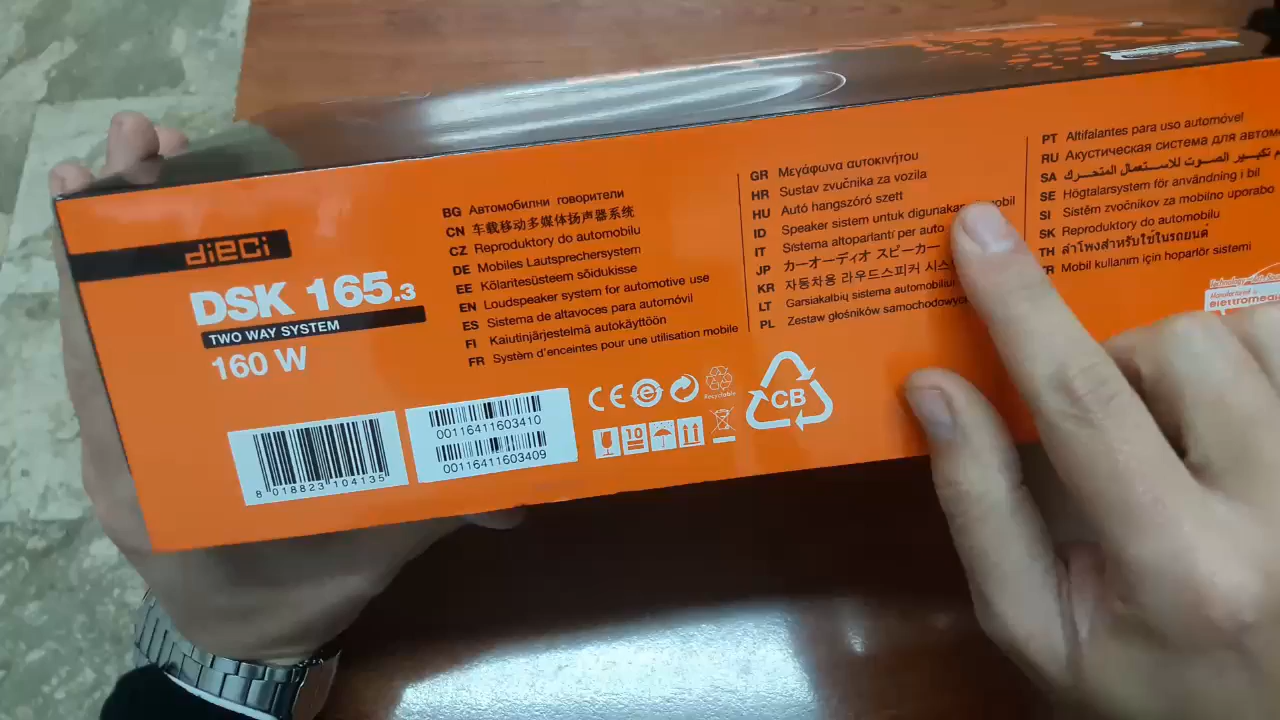 dieci
DSK 165.3
TWO WAY SYSTEM
160 W
8 018823 104135
00116411603410
00116411603409
BG Автомобилни говорители
CN 车载移动多媒体扬声器系统
CZ Reproduktory do automobilu
DE Mobiles Lautsprechersystem
EE Kõlaritesüsteem sõidukisse
EN Loudspeaker system for automotive use
ES Sistema de altavoces para automóvil
FI Kaiutinjärjestelmä autokäyttöön
FR Systèm d'enceintes pour une utilisation mobile
CE
Recyclable
10
CB
GR Μεγάφωνα αυτοκινήτου
HR Sustav zvučnika za vozila
HU Autó hangszóró szett
ID Speaker sistem untuk digunakan
IT Sistema altoparlanti per auto
JP カーオーディオ スピーカー
KR 자동차용 라우드스피커
LT Garsiakalbių sistema automobiliui
PL Zestaw głośników
PT Altifalantes para uso automóvel
RU Акустическая система для
SA تكبير الصوت للاستعمال المتحرك
SE Högtalarsystem för användning i bil
SI Sistem zvočnikov za mobilno uporabo
SK Reproduktory do automobilu
TH ลำโพงสำหรับใช้ในรถยนต์
TR Mobil kullanım için hoparlör sistemi